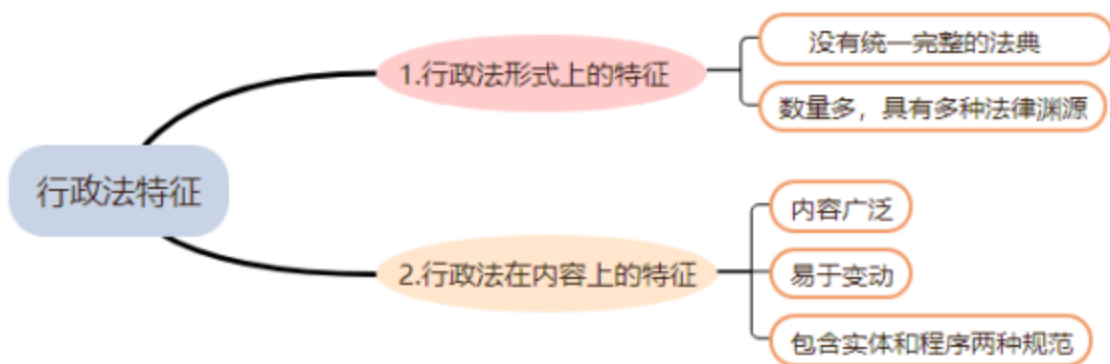 行政法特征
1.行政法形式上的特征
没有统一完整的法典
数量多，具有多种法律渊源
2.行政法在内容上的特征
内容广泛
易于变动
包含实体和程序两种规范